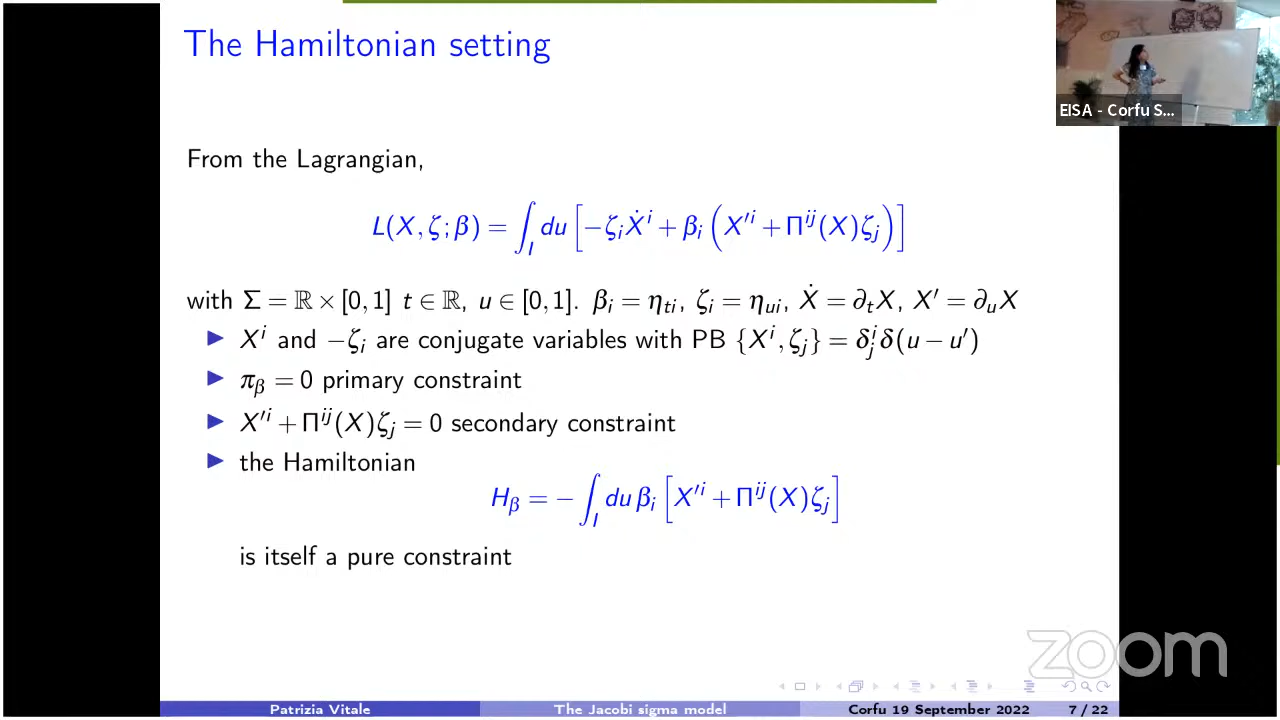 The Hamiltonian setting
EISA - Corfu S...
From the Lagrangian,
L(X, ζ; β) = ∫_I du [−ζ_i Ẋ^i + β_i (X′^i + Π^{ij}(X)ζ_j)]
with Σ = ℝ × [0,1] t ∈ ℝ, u ∈ [0,1]. β_i = η_{ti}, ζ_i = η_{ui}, Ẋ = ∂_t X, X′ = ∂_u X
▶ X^i and −ζ_i are conjugate variables with PB {X^i, ζ_j} = δ^i_j δ(u − u′)
▶ π_β = 0 primary constraint
▶ X′^i + Π^{ij}(X)ζ_j = 0 secondary constraint
▶ the Hamiltonian
H_β = − ∫_I du β_i [X′^i + Π^{ij}(X)ζ_j]
is itself a pure constraint
zoom
Patrizia Vitale The Jacobi sigma model Corfu 19 September 2022 7 / 22